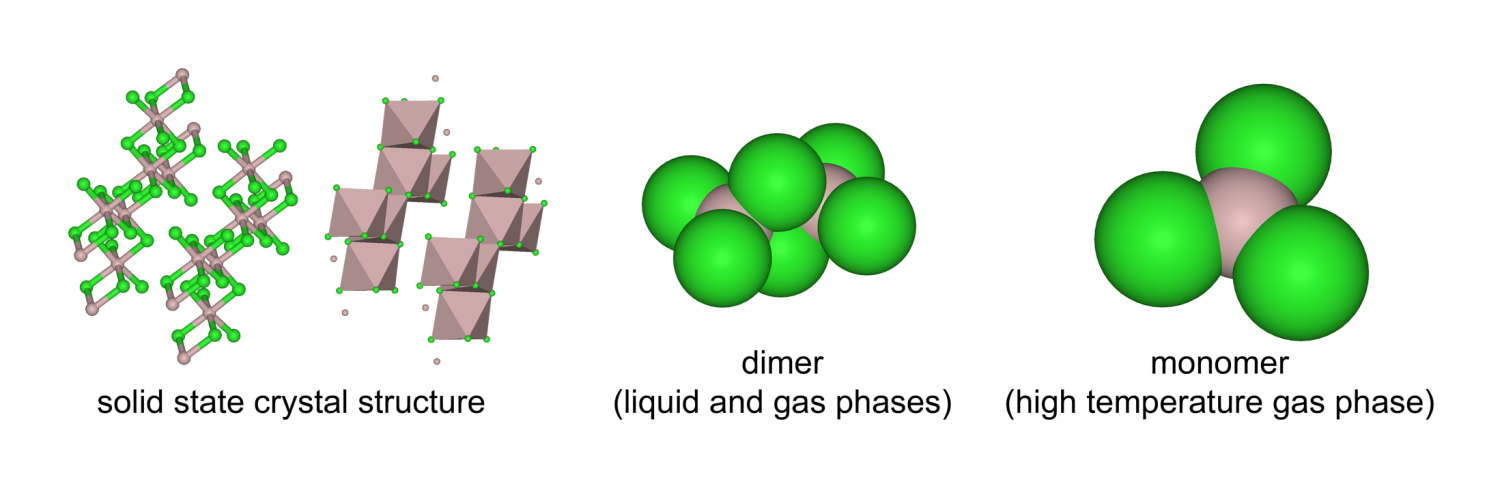 solid state crystal structure
dimer
(liquid and gas phases)
monomer
(high temperature gas phase)